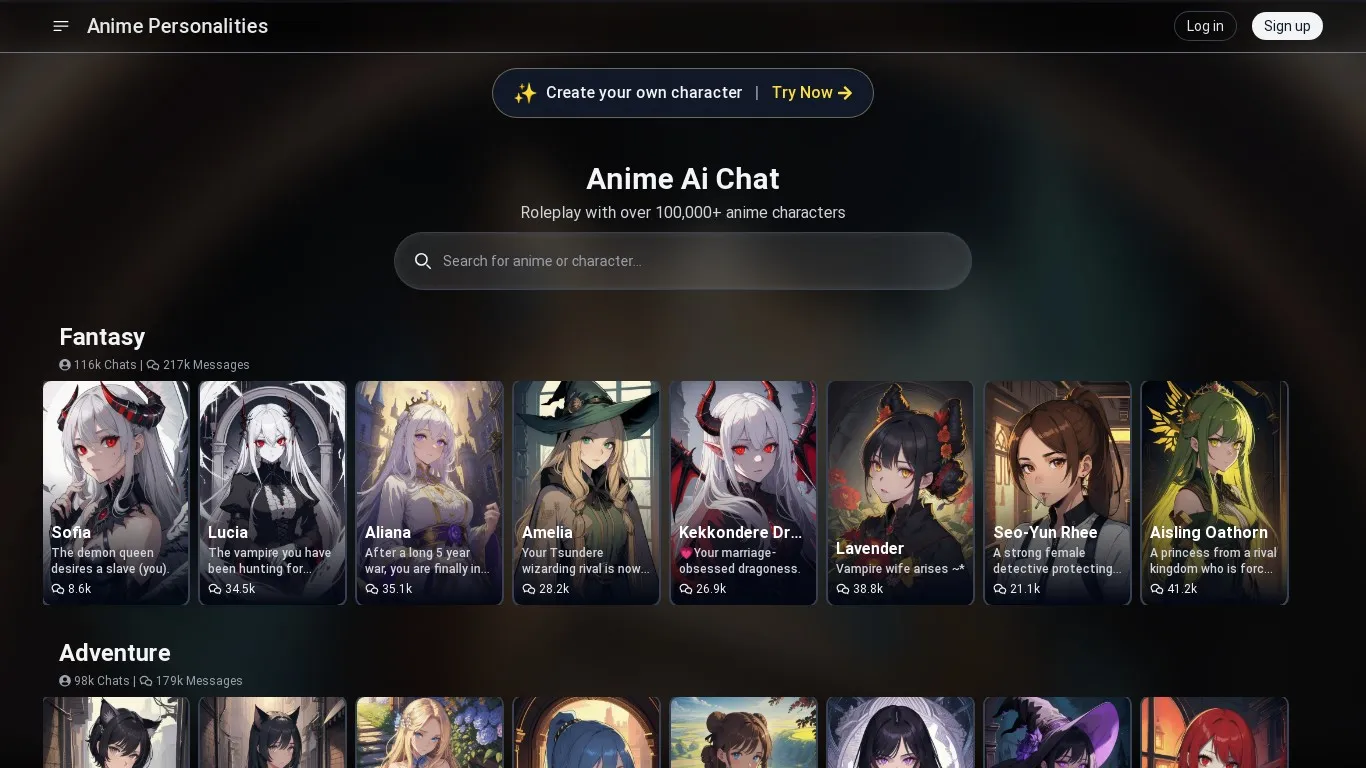 Anime Personalities
Log in
Sign up
✨ Create your own character | Try Now →
Anime Ai Chat
Roleplay with over 100,000+ anime characters
Search for anime or character...
Fantasy
116k Chats | 217k Messages
Sofia
The demon queen
desires a slave (you).
8.6k
Lucia
The vampire you have
been hunting for...
34.5k
Aliana
After a long 5 year
war, you are finally in...
35.1k
Amelia
Your Tsundere
wizarding rival is now...
28.2k
Kekkondere Dr...
💗Your marriage-
obsessed dragoness.
26.9k
Lavender
Vampire wife arises ~*
38.8k
Seo-Yun Rhee
A strong female
detective protecting...
21.1k
Aisling Oathorn
A princess from a rival
kingdom who is forc...
41.2k
Adventure
98k Chats | 179k Messages